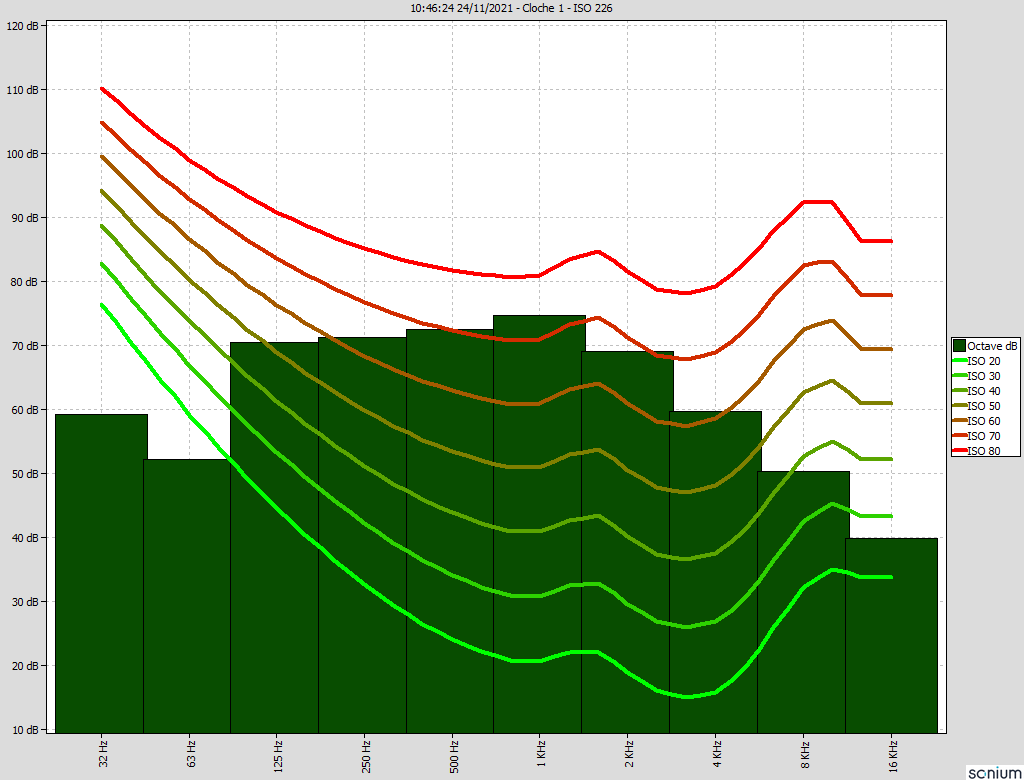 10:46:24 24/11/2021 - Cloche 1 - ISO 226
120 dB
110 dB
100 dB
90 dB
80 dB
70 dB
60 dB
50 dB
40 dB
30 dB
20 dB
10 dB
32 Hz
63 Hz
125 Hz
250 Hz
500 Hz
1 KHz
2 KHz
4 KHz
8 KHz
16 KHz
Octave dB
ISO 20
ISO 30
ISO 40
ISO 50
ISO 60
ISO 70
ISO 80